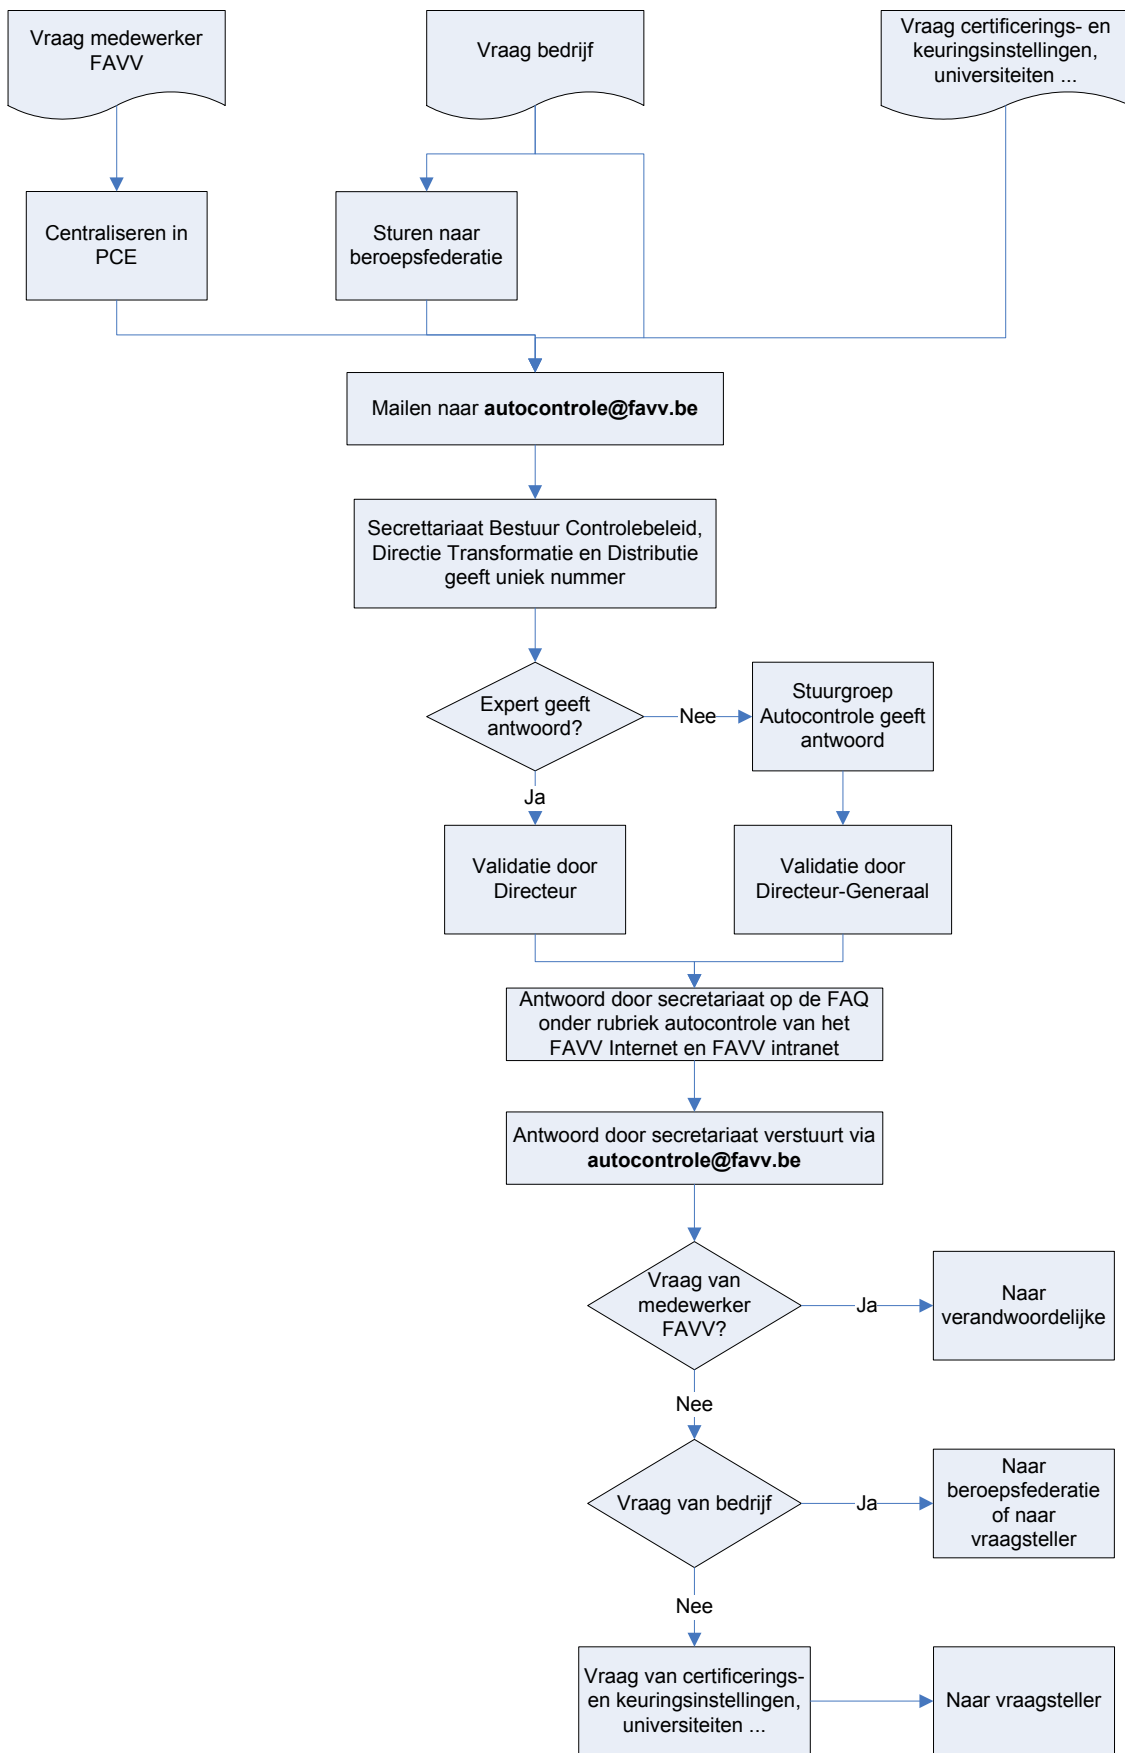 Vraag medewerker
FAVV
Vraag bedrijf
Vraag certificerings- en
keuringsinstellingen,
universiteiten ...
Centraliseren in
PCE
Sturen naar
beroepsfederatie
Mailen naar autocontrole@favv.be
Secrettariaat Bestuur Controlebeleid,
Directie Transformatie en Distributie
geeft uniek nummer
Expert geeft
antwoord?
Nee
Stuurgroep
Autocontrole geeft
antwoord
Ja
Validatie door
Directeur
Validatie door
Directeur-Generaal
Antwoord door secretariaat op de FAQ
onder rubriek autocontrole van het
FAVV Internet en FAVV intranet
Antwoord door secretariaat verstuurt via
autocontrole@favv.be
Vraag van
medewerker
FAVV?
Ja
Naar
verandwoordelijke
Nee
Vraag van bedrijf
Ja
Naar
beroepsfederatie
of naar
vraagsteller
Nee
Vraag van certificerings-
en keuringsinstellingen,
universiteiten ...
Naar vraagsteller